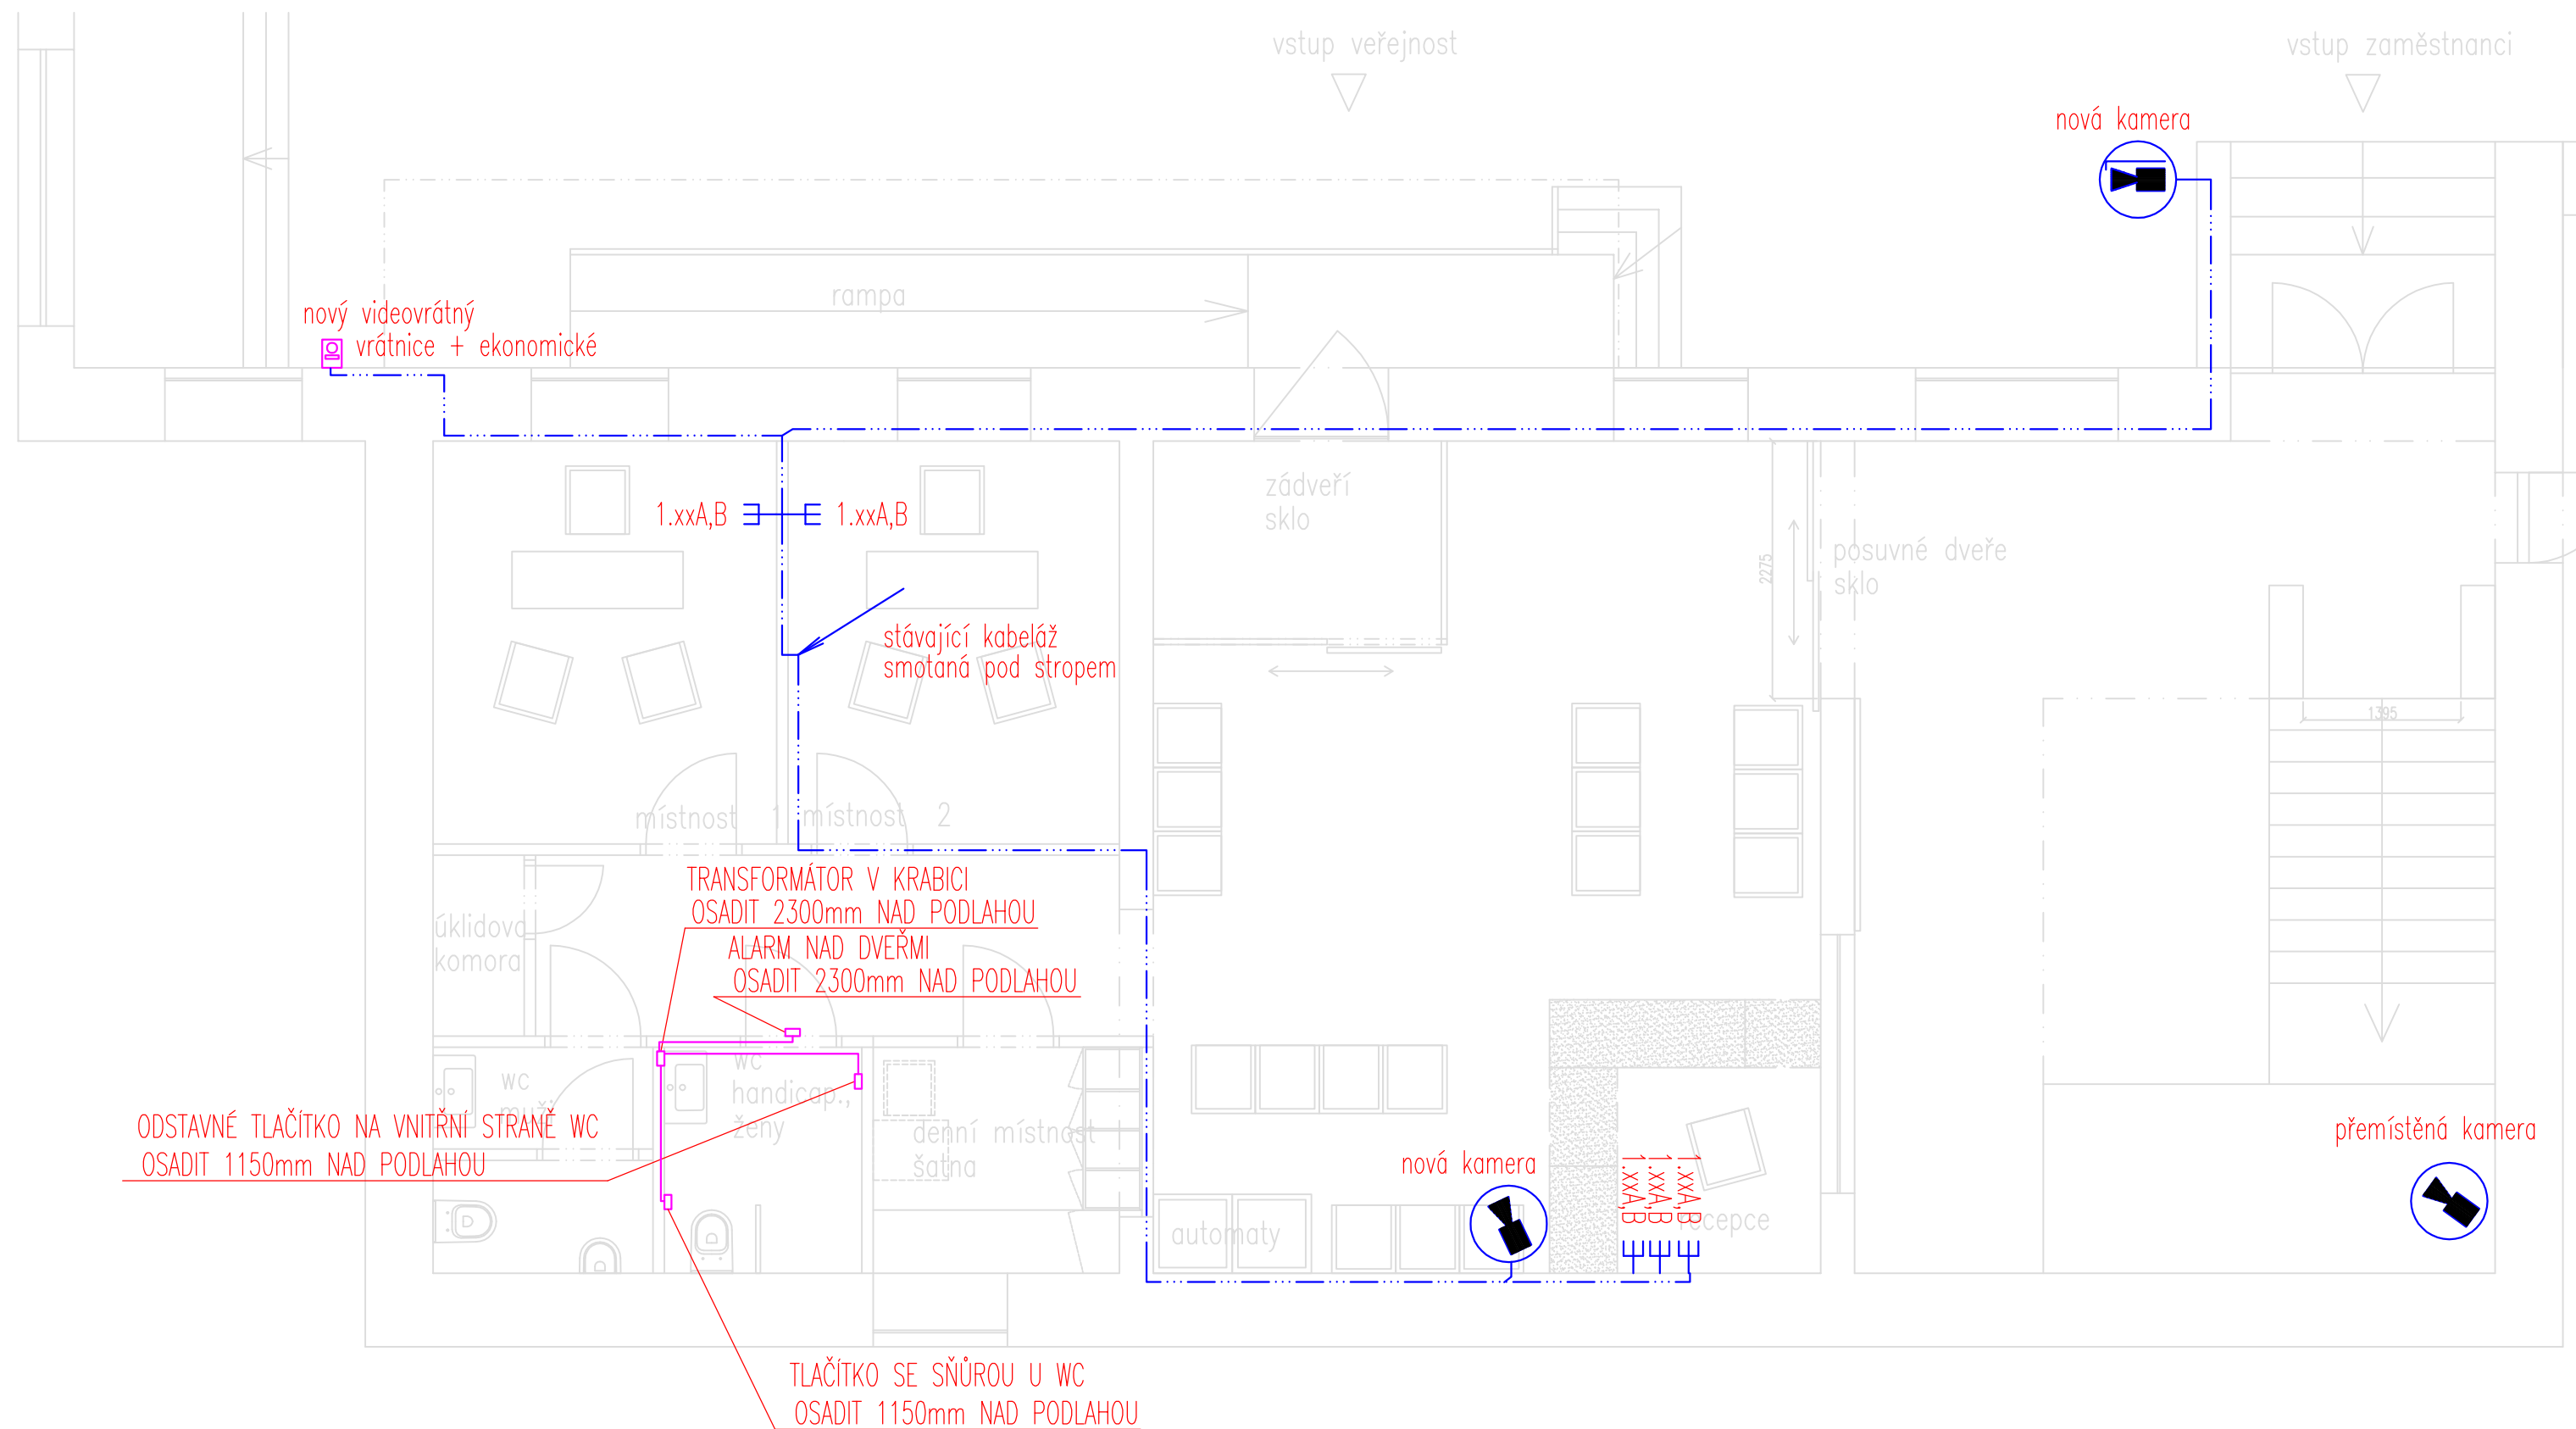 vstup veřejnost
vstup zaměstnanci
nová kamera
rampa
nový videovrátný
vrátnice + ekonomické
zádveří
sklo
1.xxA,B
1.xxA,B
2275
posuvné dveře
sklo
stávající kabeláž
smotaná pod stropem
1395
místnost 1
místnost 2
TRANSFORMÁTOR V KRABICI
OSADIT 2300mm NAD PODLAHOU
úklidova
komora
ALARM NAD DVEŘMI
OSADIT 2300mm NAD PODLAHOU
wc
muži
wc
handicap.,
ženy
ODSTAVNÉ TLAČÍTKO NA VNITŘNÍ STRANĚ WC
OSADIT 1150mm NAD PODLAHOU
denní místnost
šatna
přemístěná kamera
nová kamera
1.xxA,B
1.xxA,B
1.xxA,B
recepce
automaty
TLAČÍTKO SE SŇŮROU U WC
OSADIT 1150mm NAD PODLAHOU